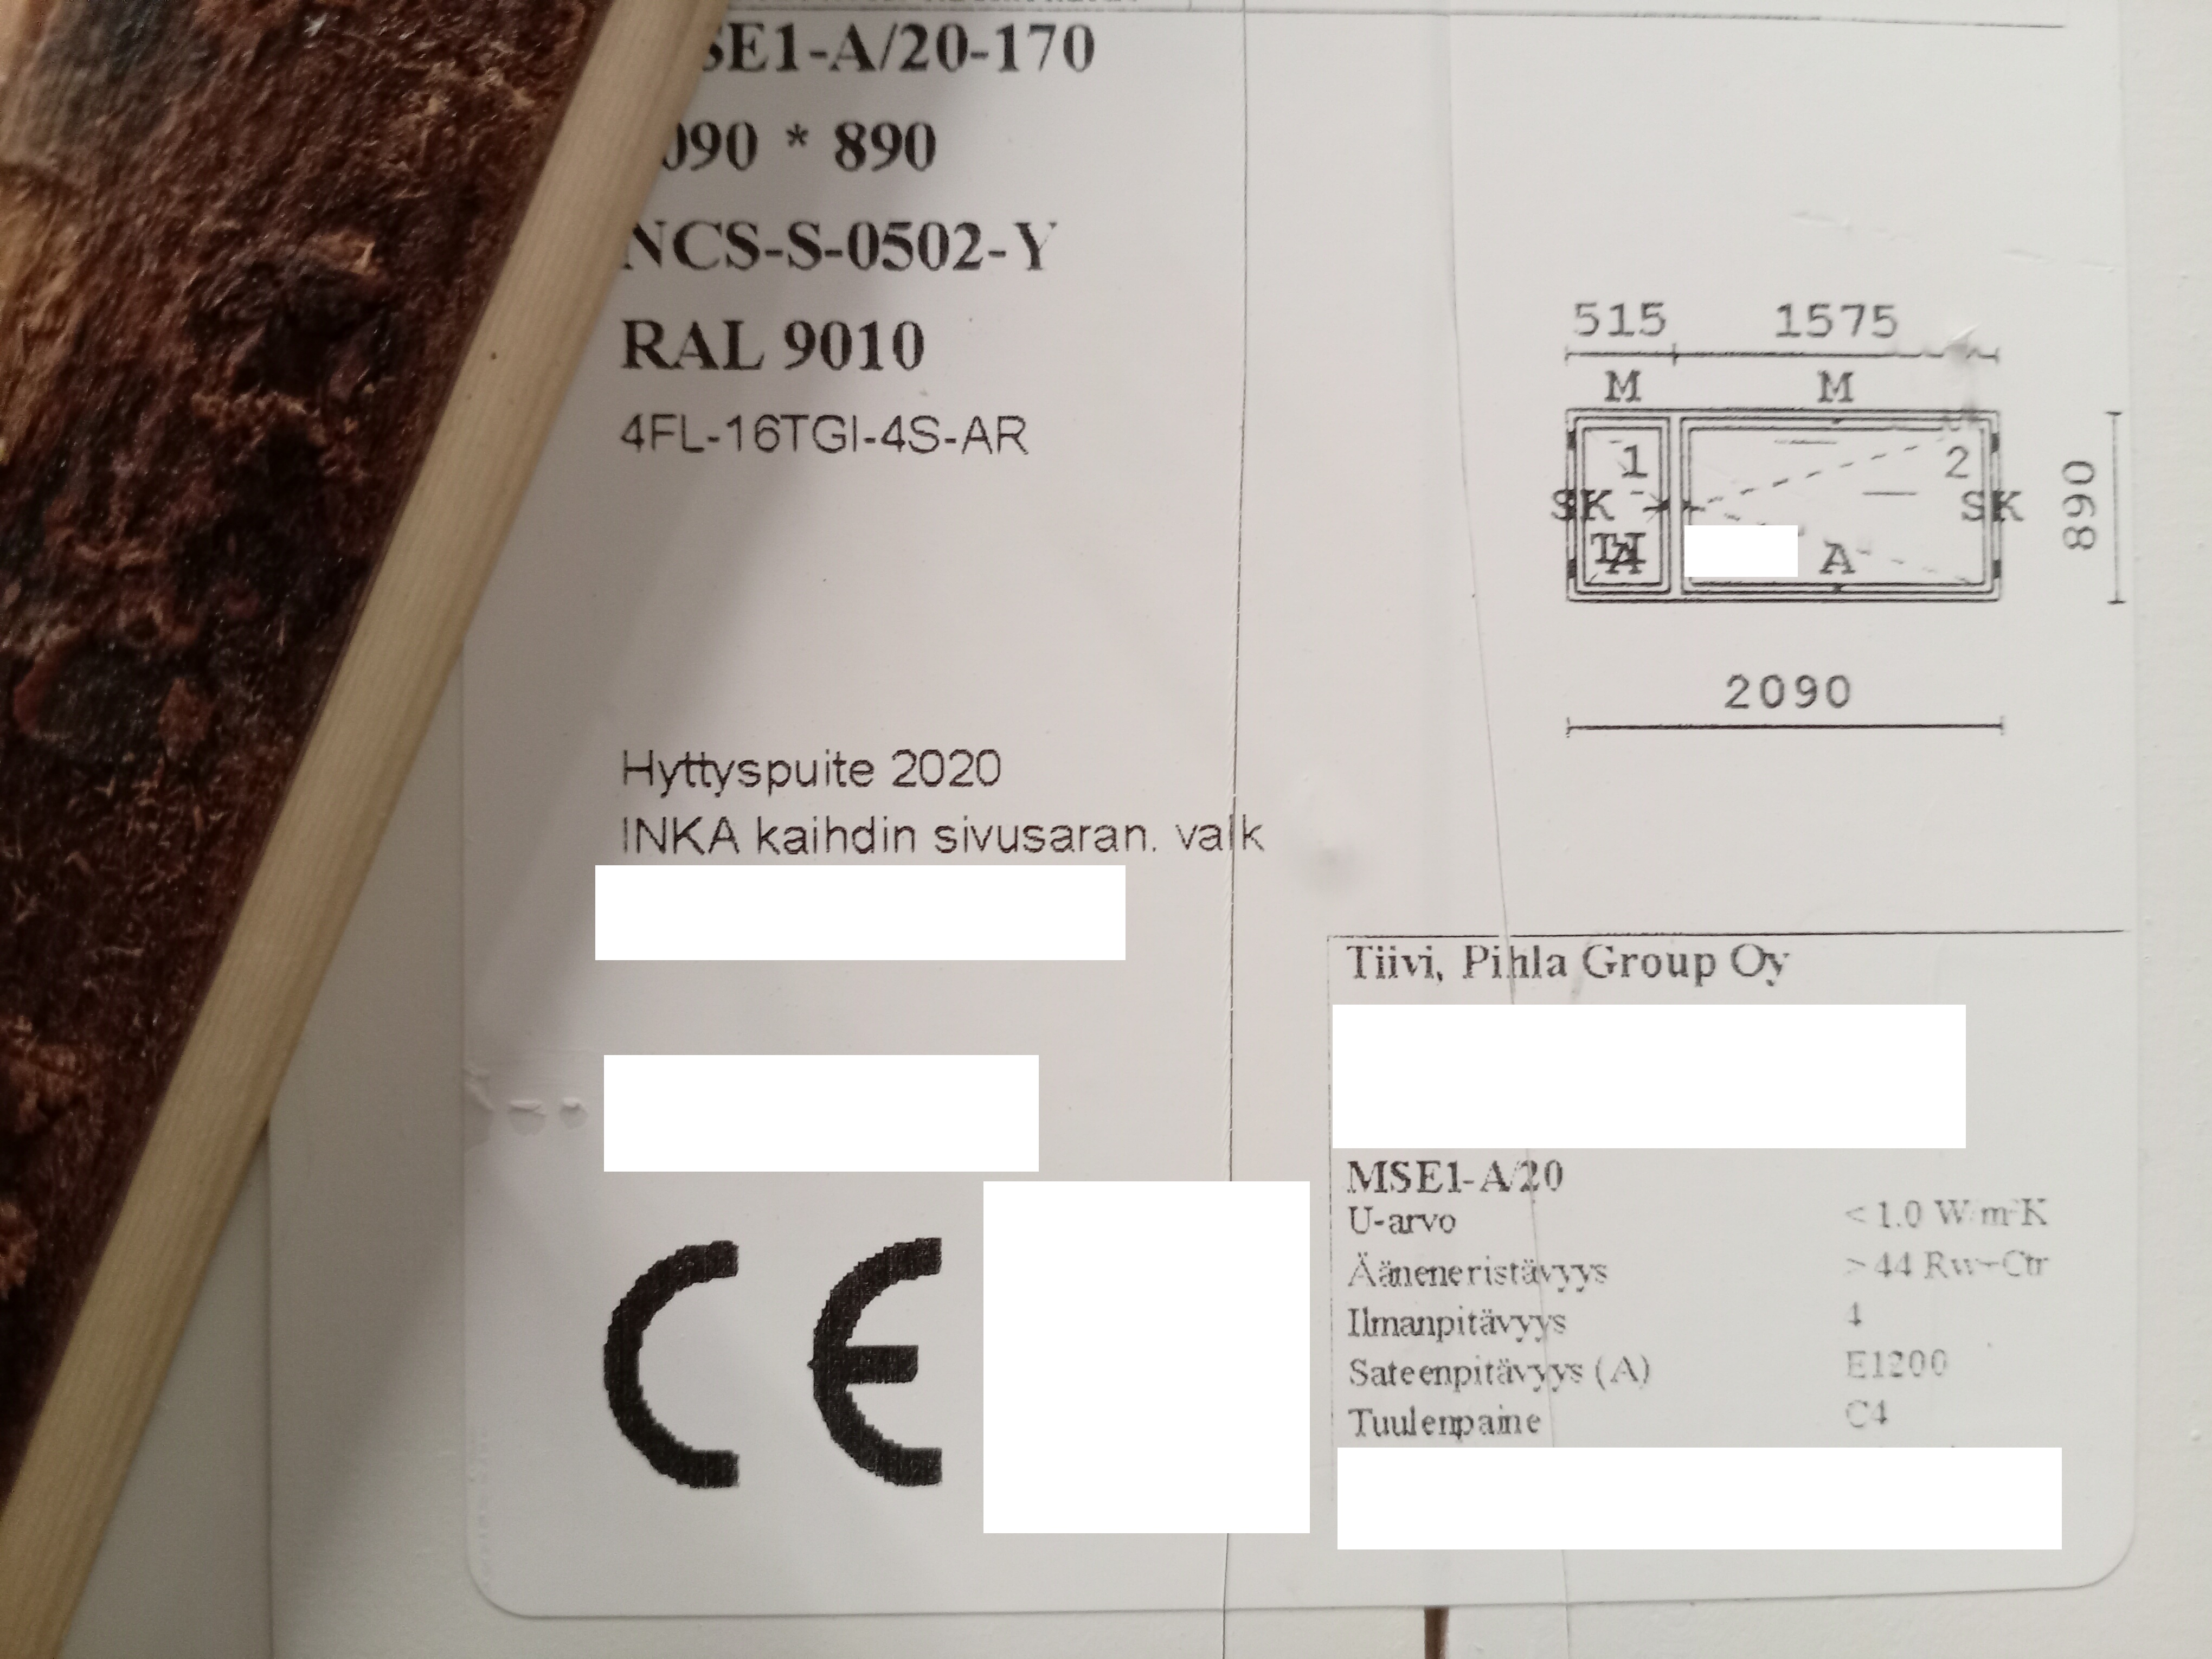 SE1-A/20-170
090 * 890
NCS-S-0502-Y
RAL 9010
4FL-16TGI-4S-AR
515 1575
M M
1 2
SK SK
A A
890
2090
Hyttyspuite 2020
INKA kaihdin sivusaran. valk
Tiivi, Pihla Group Oy
MSE1-A/20
U-arvo < 1.0 W/m²K
Ääneneristävyys > 44 Rw+Ctr
Ilmanpitävyys 4
Sateenpitävyys (A) E1200
Tuulenpaine C4
CE